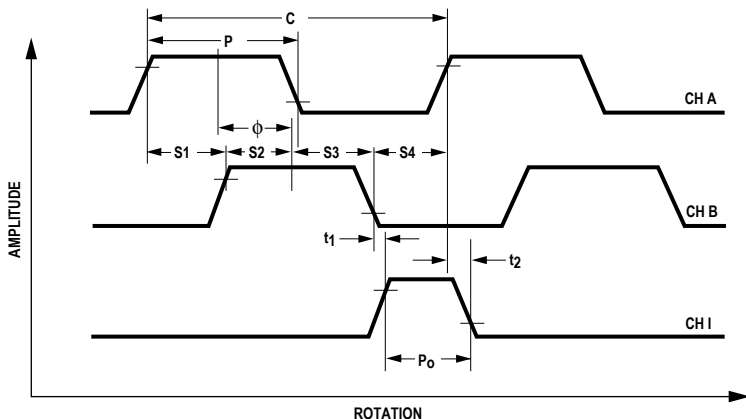 C
P
CH A
ϕ
S1 S2 S3 S4
CH B
AMPLITUDE
t1
t2
CH I
Po
ROTATION